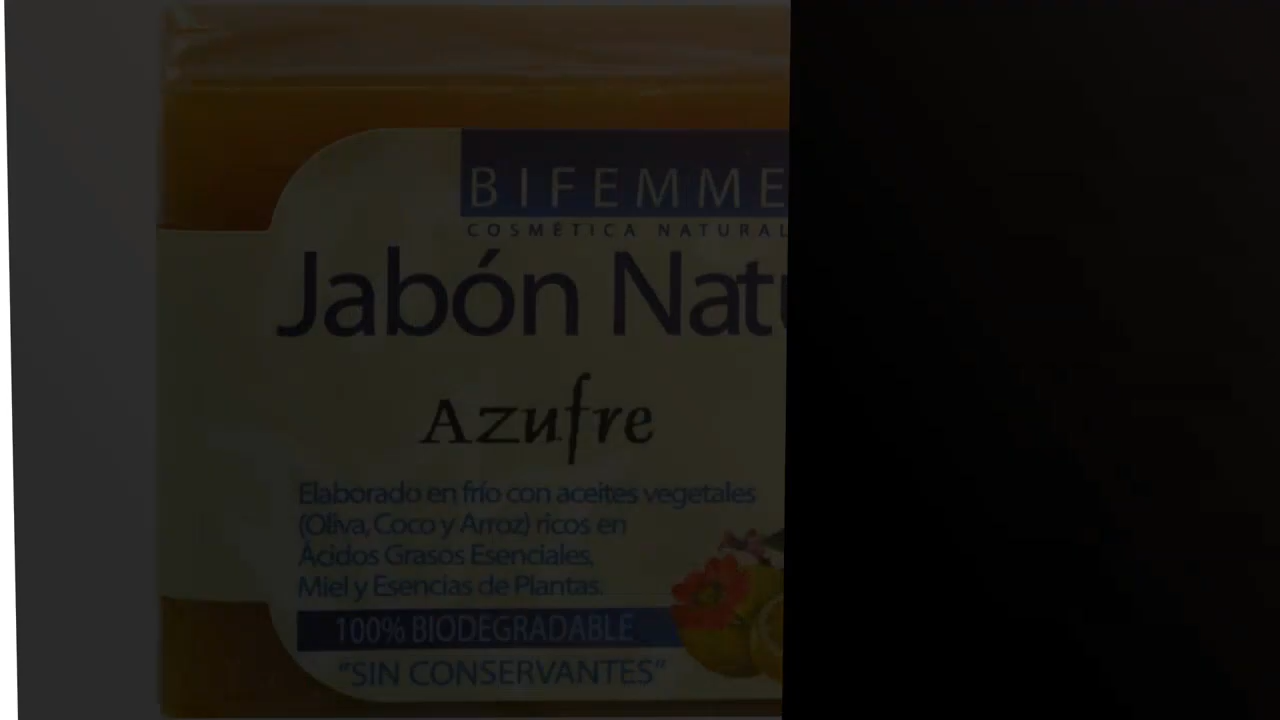 BIFEMME
COSMÉTICA NATURAL
Jabón Natu
Azufre
Elaborado en frío con aceites vegetales
(Oliva, Coco y Arroz) ricos en
Ácidos Grasos Esenciales,
Miel y Esencias de Plantas.
100% BIODEGRADABLE
"SIN CONSERVANTES"